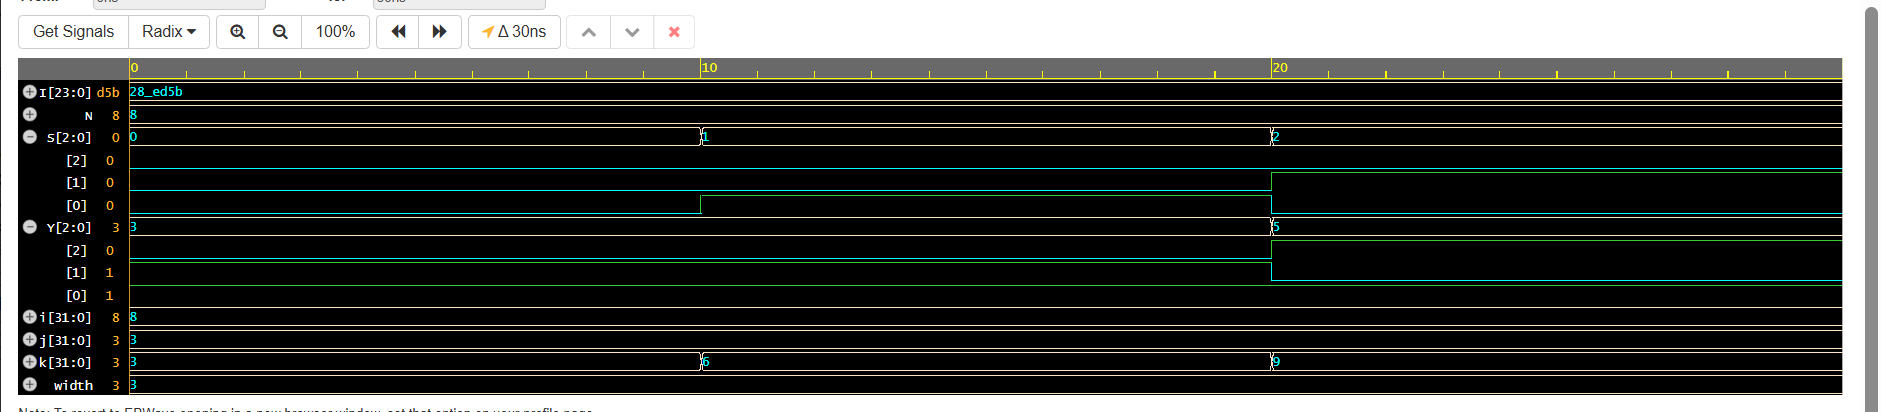 Get Signals Radix 100% Δ 30ns
0 10 20
I[23:0] d5b 28_ed5b
N 8 8
S[2:0] 0 0 1 2
[2] 0
[1] 0
[0] 0
Y[2:0] 3 3 5
[2] 0
[1] 1
[0] 1
i[31:0] 8 8
j[31:0] 3 3
k[31:0] 3 3 6 9
width 3 3